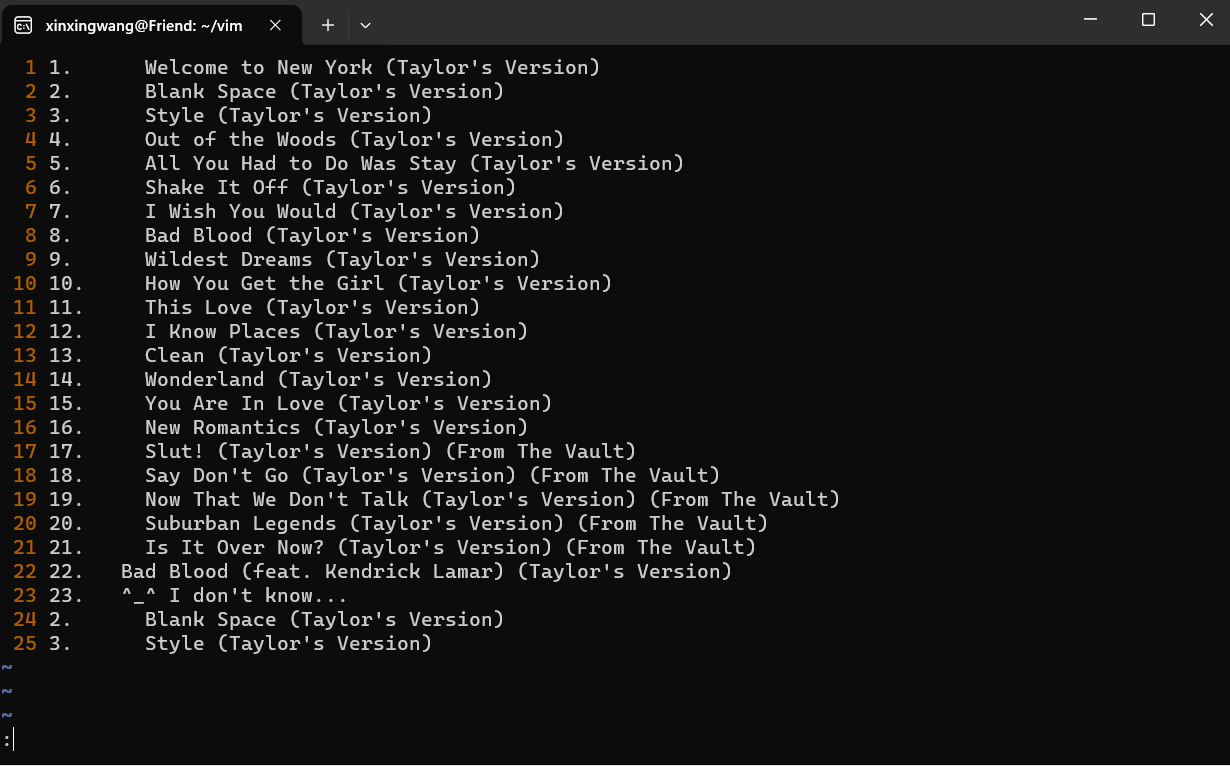 xinxingwang@Friend: ~/vim
1 1. Welcome to New York (Taylor's Version)
2 2. Blank Space (Taylor's Version)
3 3. Style (Taylor's Version)
4 4. Out of the Woods (Taylor's Version)
5 5. All You Had to Do Was Stay (Taylor's Version)
6 6. Shake It Off (Taylor's Version)
7 7. I Wish You Would (Taylor's Version)
8 8. Bad Blood (Taylor's Version)
9 9. Wildest Dreams (Taylor's Version)
10 10. How You Get the Girl (Taylor's Version)
11 11. This Love (Taylor's Version)
12 12. I Know Places (Taylor's Version)
13 13. Clean (Taylor's Version)
14 14. Wonderland (Taylor's Version)
15 15. You Are In Love (Taylor's Version)
16 16. New Romantics (Taylor's Version)
17 17. Slut! (Taylor's Version) (From The Vault)
18 18. Say Don't Go (Taylor's Version) (From The Vault)
19 19. Now That We Don't Talk (Taylor's Version) (From The Vault)
20 20. Suburban Legends (Taylor's Version) (From The Vault)
21 21. Is It Over Now? (Taylor's Version) (From The Vault)
22 22. Bad Blood (feat. Kendrick Lamar) (Taylor's Version)
23 23. ^_^ I don't know...
24 2. Blank Space (Taylor's Version)
25 3. Style (Taylor's Version)
~
~
~
: